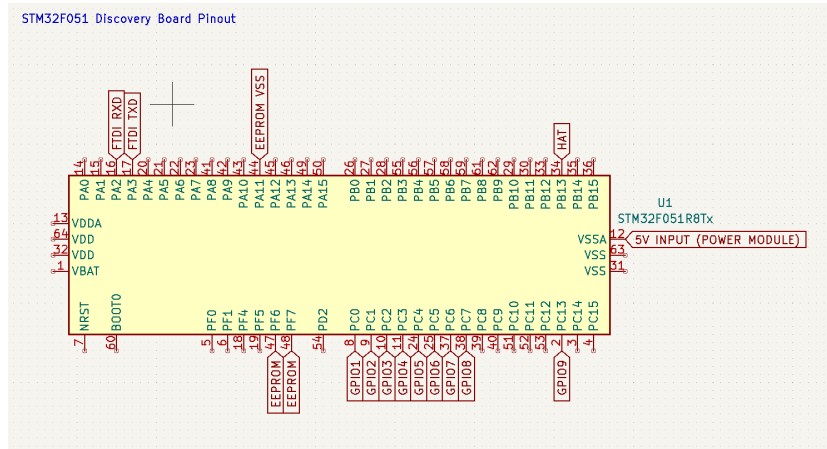 STM32F051 Discovery Board Pinout
FTDI RXD
FTDI TXD
EEPROM VSS
HAT
14 15 16 17 20 21 22 23 41 42 43 44 45 46 49 50 26 27 28 55 56 57 58 59 61 62 29 30 33 34 35 36
PA0 PA1 PA2 PA3 PA4 PA5 PA6 PA7 PA8 PA9 PA10 PA11 PA12 PA13 PA14 PA15 PB0 PB1 PB2 PB3 PB4 PB5 PB6 PB7 PB8 PB9 PB10 PB11 PB12 PB13 PB14 PB15
U1
STM32F051R8Tx
13 VDDA
64 VDD
32 VDD
1 VBAT
VSSA 12 5V INPUT (POWER MODULE)
VSS 63
VSS 31
NRST BOOT0 PF0 PF1 PF4 PF5 PF6 PF7 PD2 PC0 PC1 PC2 PC3 PC4 PC5 PC6 PC7 PC8 PC9 PC10 PC11 PC12 PC13 PC14 PC15
7 60 5 6 18 19 47 48 54 8 9 10 11 24 25 37 38 39 40 51 52 53 2 3 4
EEPROM
EEPROM
GPIO1
GPIO2
GPIO3
GPIO4
GPIO5
GPIO6
GPIO7
GPIO8
GPIO9